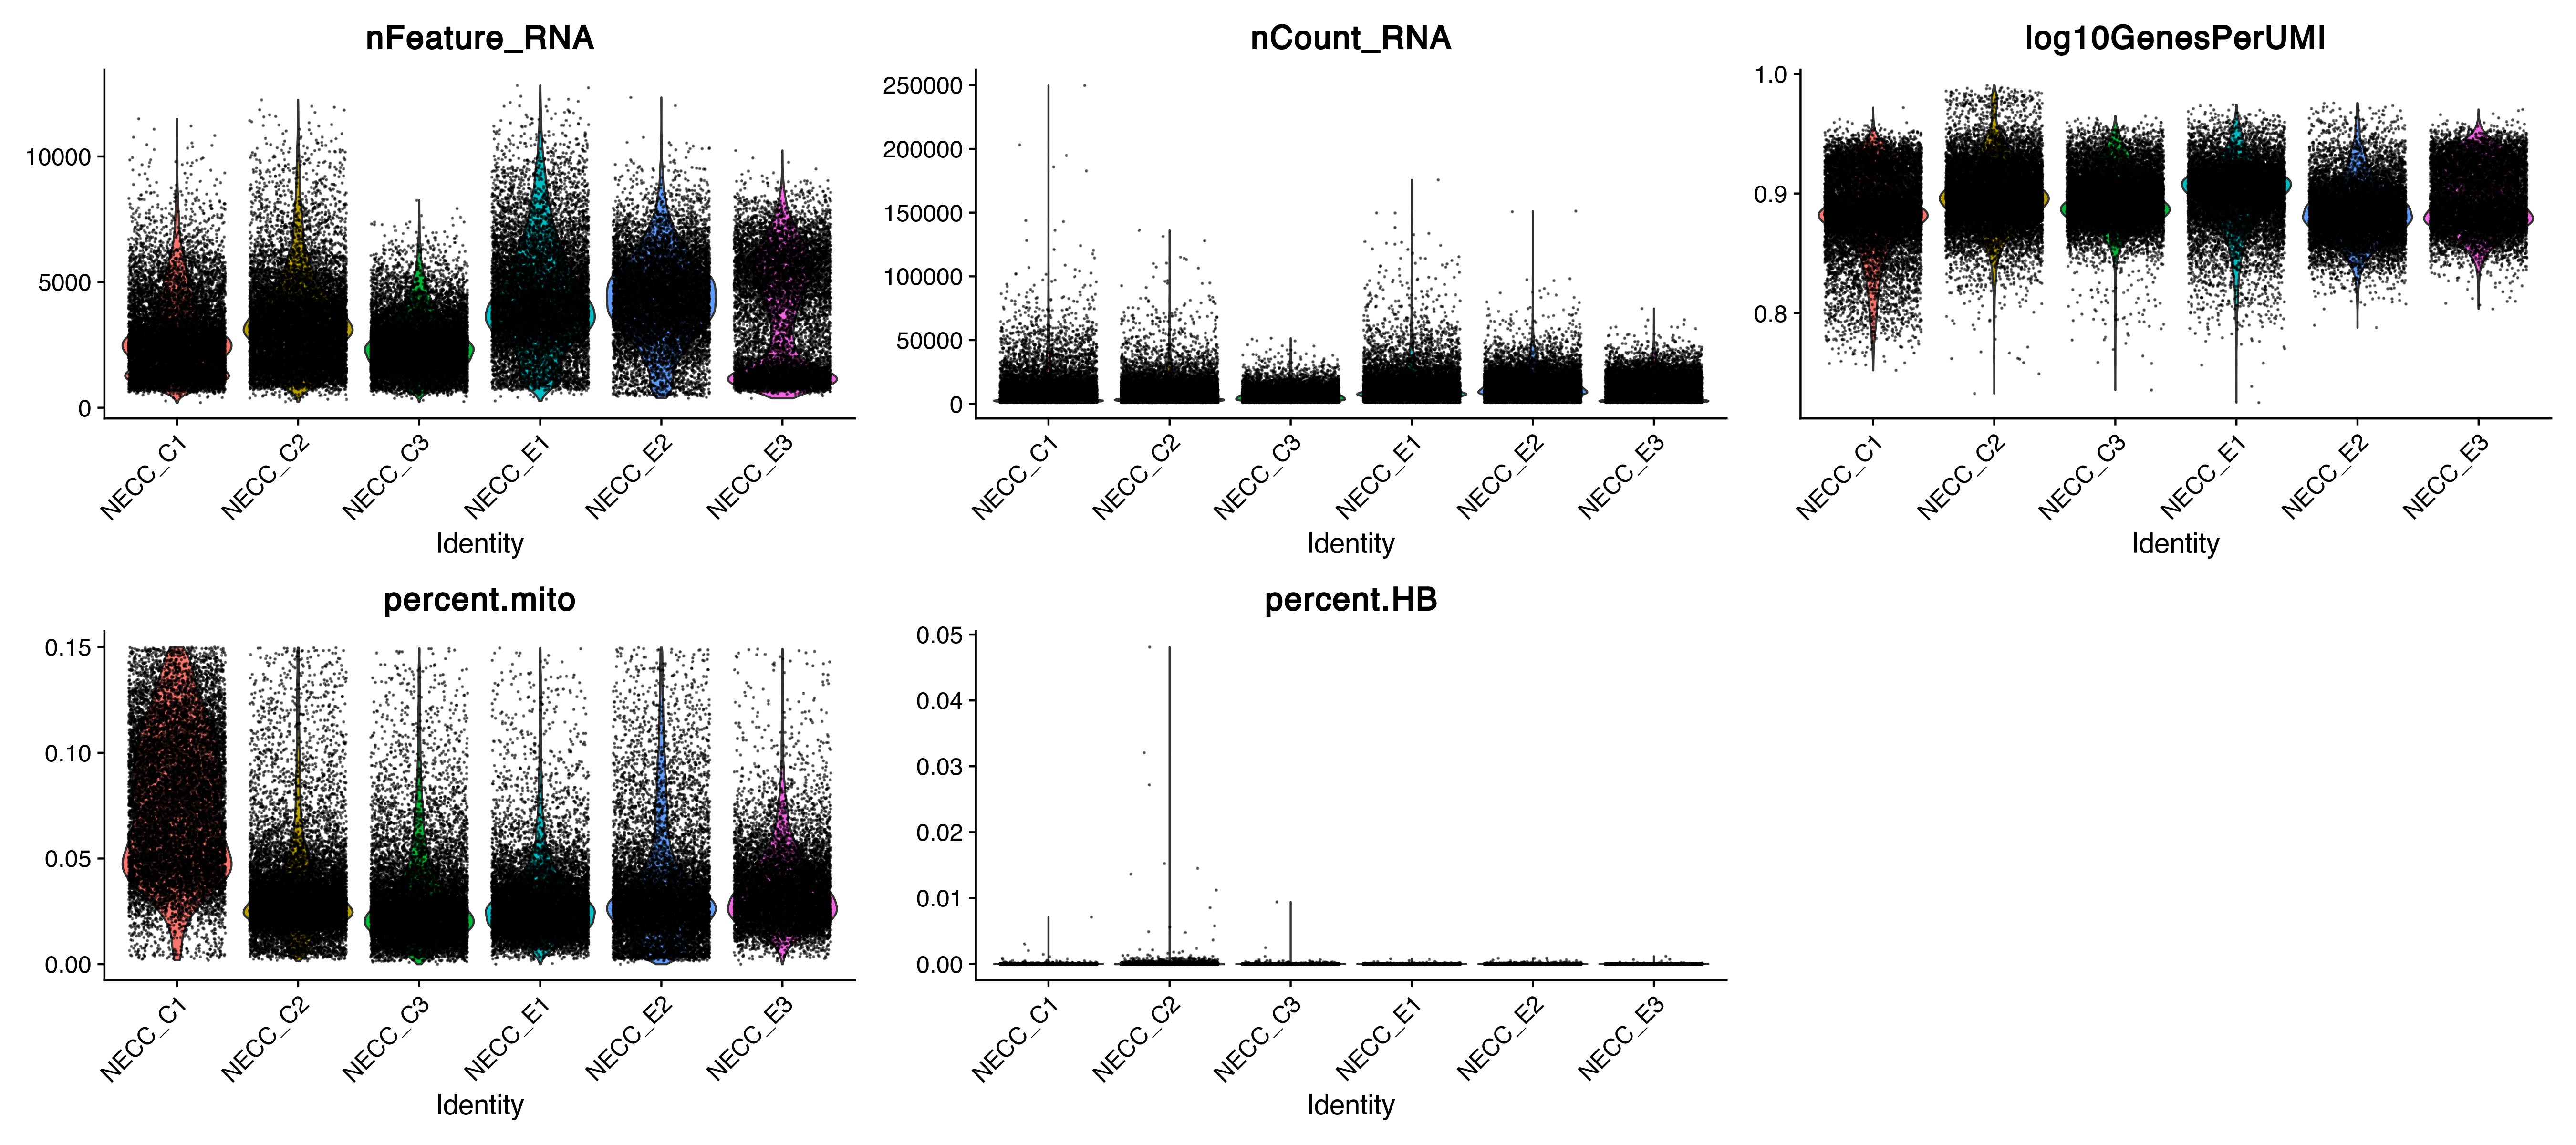 nFeature_RNA
10000
5000
0
NECC_C1
NECC_C2
NECC_C3
NECC_E1
NECC_E2
NECC_E3
Identity
nCount_RNA
250000
200000
150000
100000
50000
0
NECC_C1
NECC_C2
NECC_C3
NECC_E1
NECC_E2
NECC_E3
Identity
log10GenesPerUMI
1.0
0.9
0.8
NECC_C1
NECC_C2
NECC_C3
NECC_E1
NECC_E2
NECC_E3
Identity
percent.mito
0.15
0.10
0.05
0.00
NECC_C1
NECC_C2
NECC_C3
NECC_E1
NECC_E2
NECC_E3
Identity
percent.HB
0.05
0.04
0.03
0.02
0.01
0.00
NECC_C1
NECC_C2
NECC_C3
NECC_E1
NECC_E2
NECC_E3
Identity